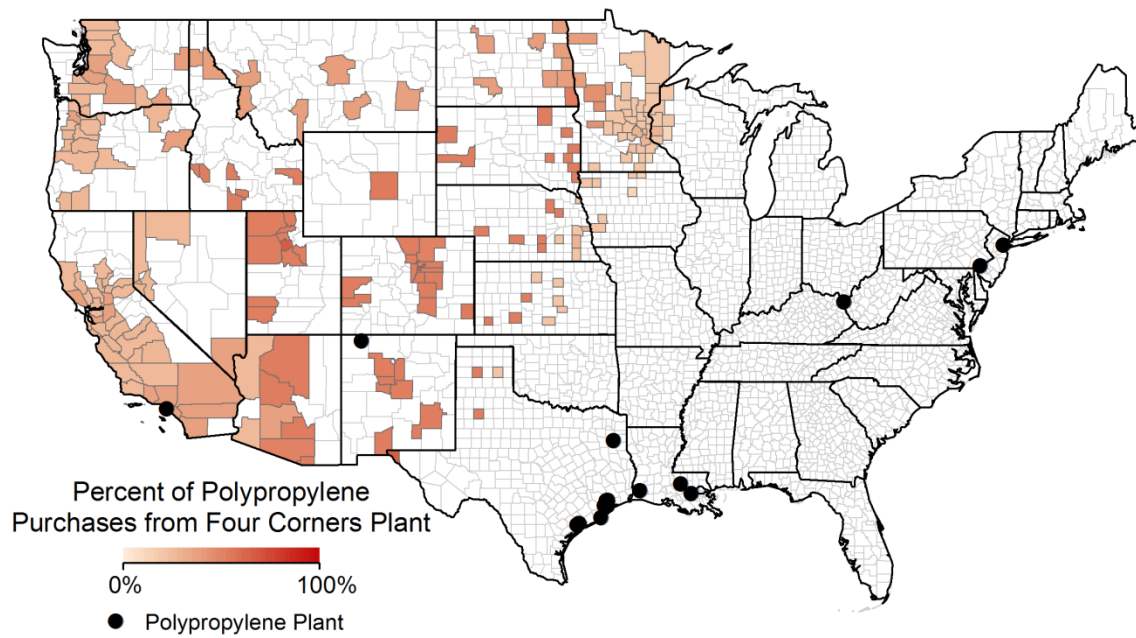 Percent of Polypropylene
Purchases from Four Corners Plant
0% 100%
Polypropylene Plant